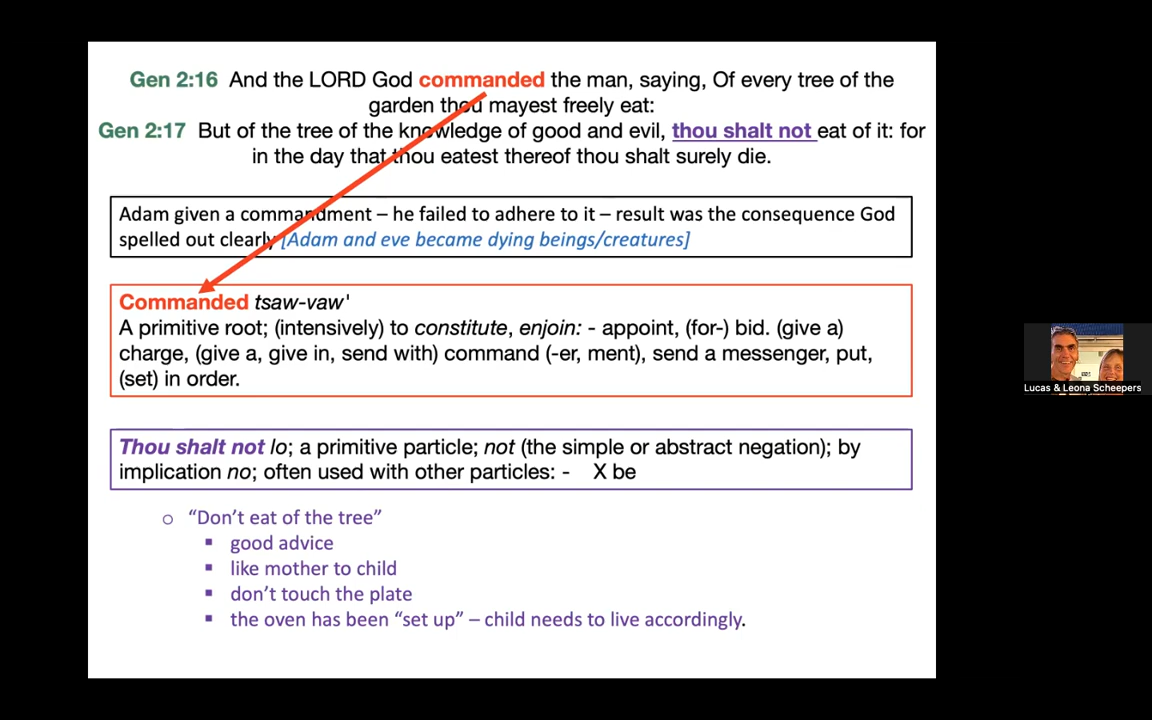 Gen 2:16 And the LORD God commanded the man, saying, Of every tree of the
garden thou mayest freely eat:
Gen 2:17 But of the tree of the knowledge of good and evil, thou shalt not eat of it: for
in the day that thou eatest thereof thou shalt surely die.
Adam given a commandment – he failed to adhere to it – result was the consequence God
spelled out clearly [Adam and eve became dying beings/creatures]
Commanded tsaw-vaw'
A primitive root; (intensively) to constitute, enjoin: - appoint, (for-) bid. (give a)
charge, (give a, give in, send with) command (-er, ment), send a messenger, put,
(set) in order.
Thou shalt not lo; a primitive particle; not (the simple or abstract negation); by
implication no; often used with other particles: - X be
○ “Don’t eat of the tree”
▪ good advice
▪ like mother to child
▪ don’t touch the plate
▪ the oven has been “set up” – child needs to live accordingly.
Lucas & Leona Scheepers